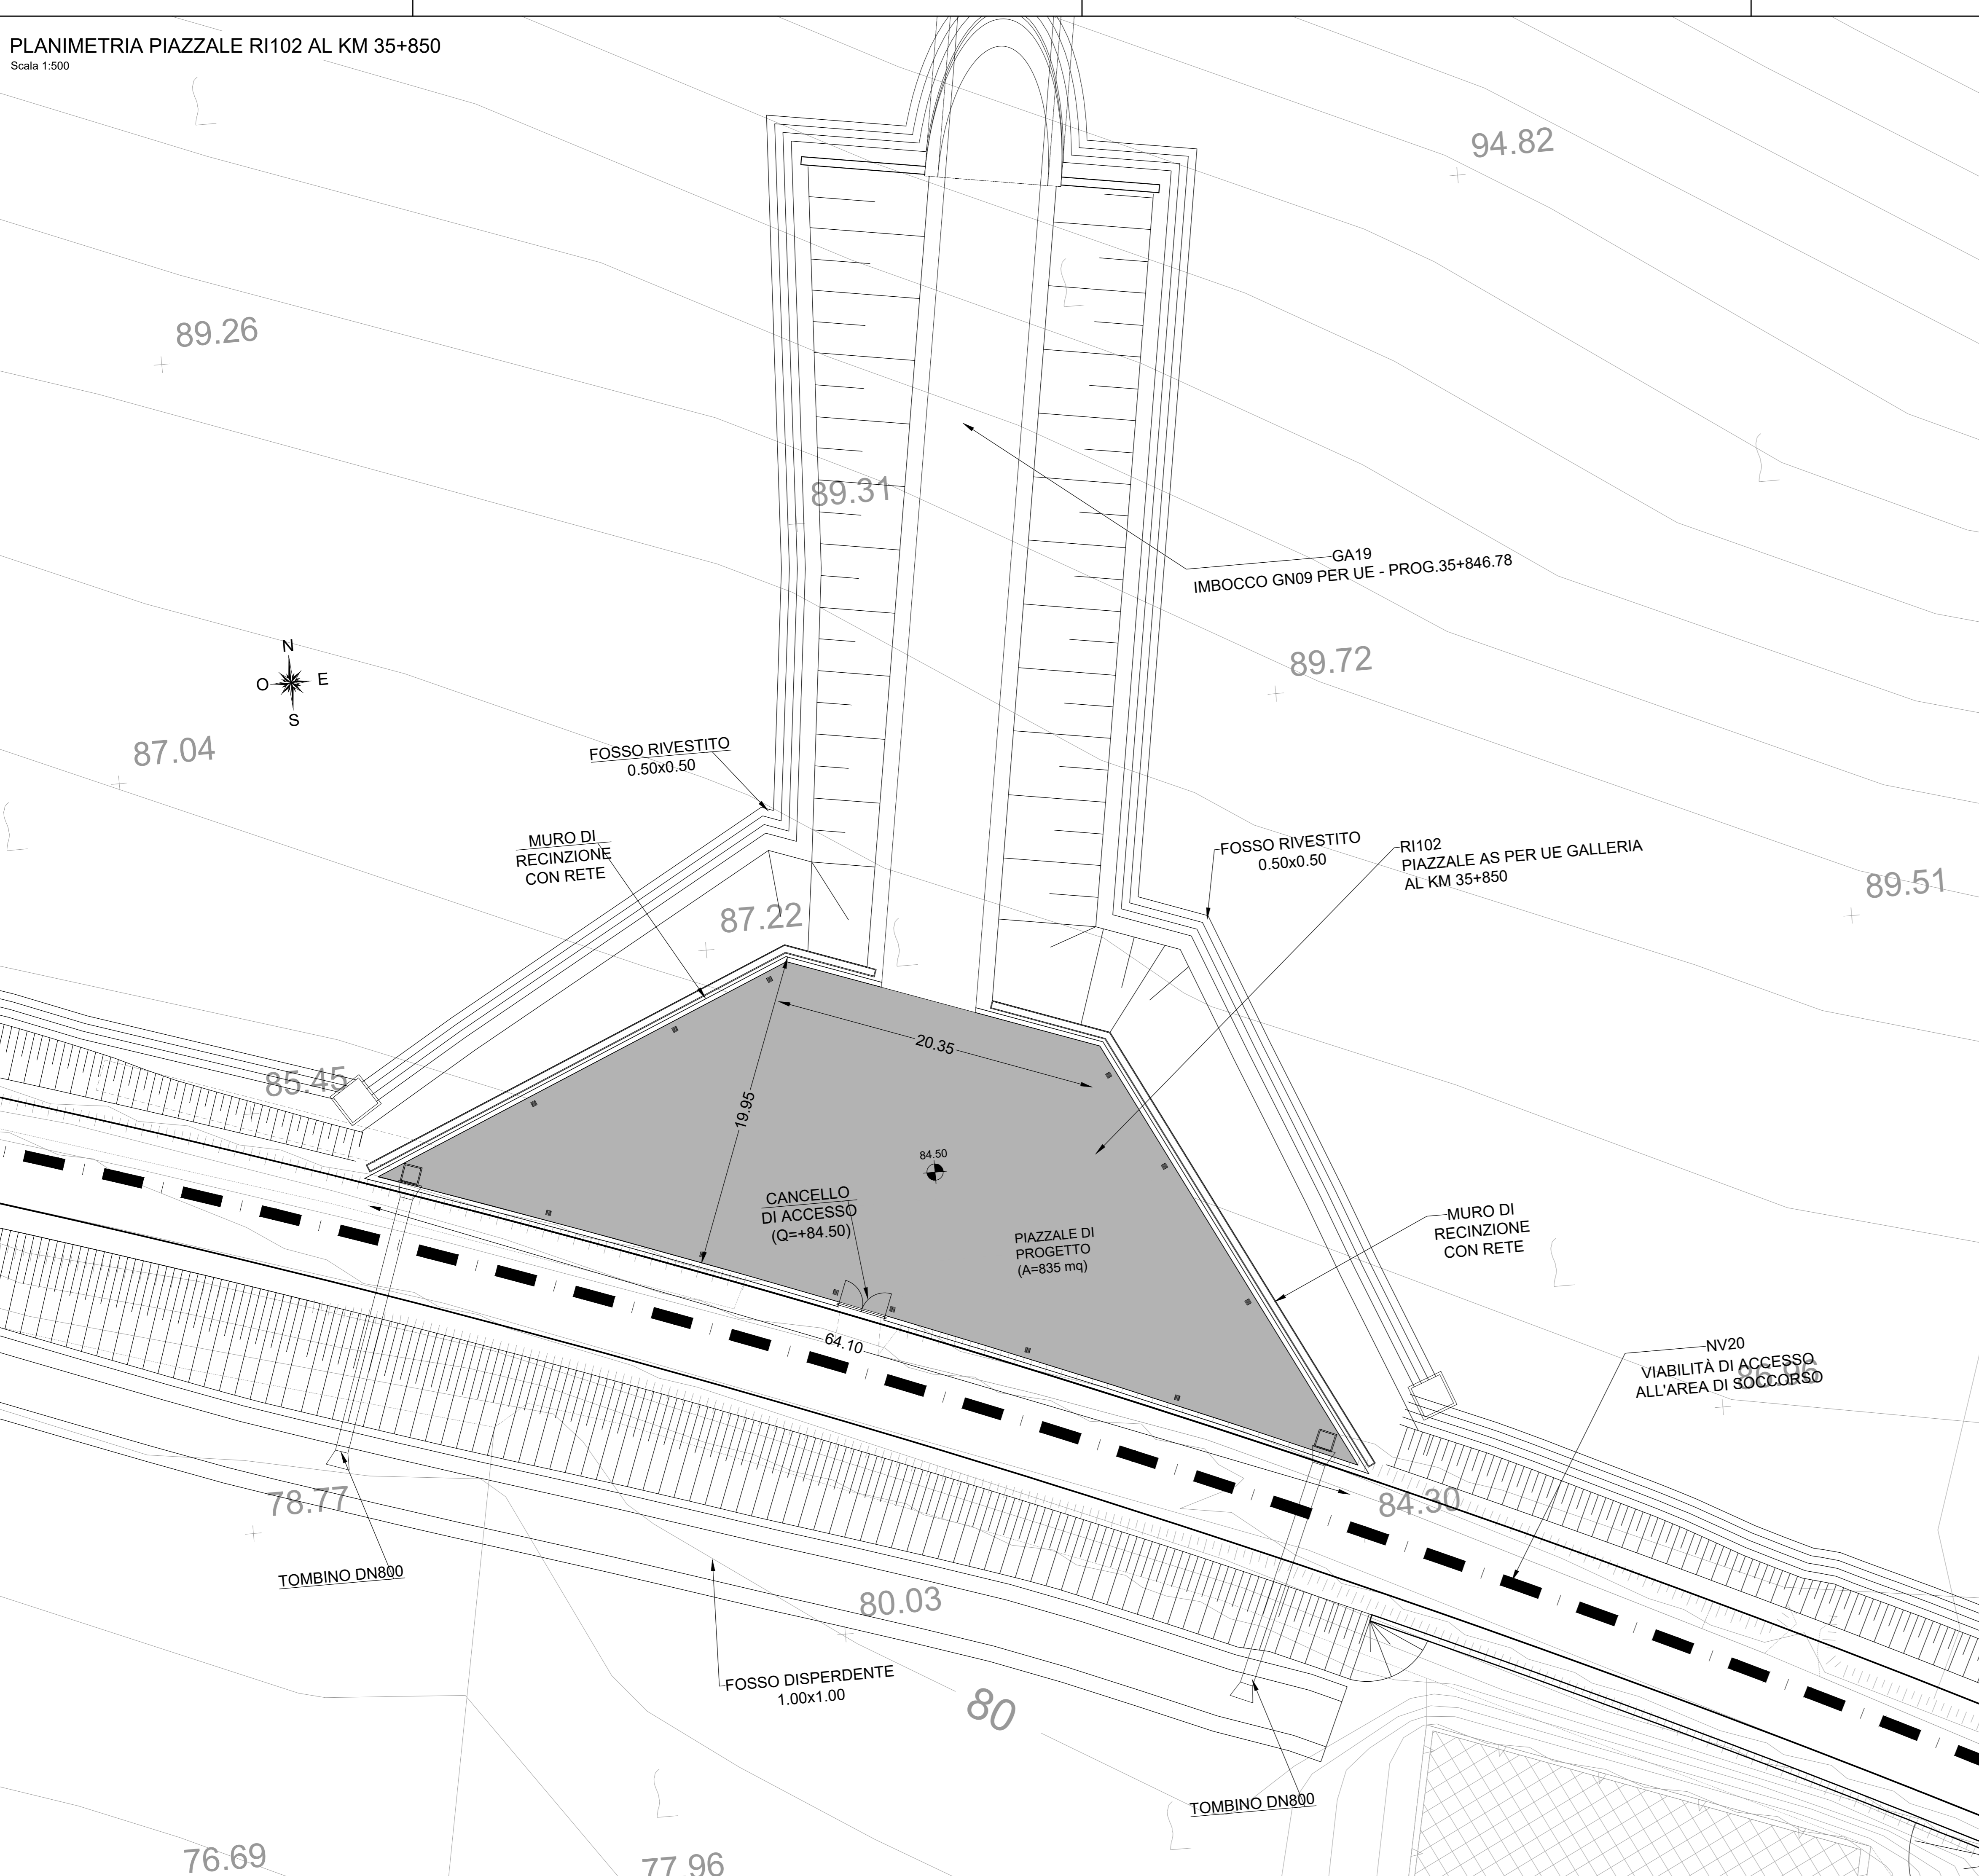 PLANIMETRIA PIAZZALE RI102 AL KM 35+850
Scala 1:500
94.82
89.26
89.31
GA19
IMBOCCO GN09 PER UE - PROG.35+846.78
89.72
N
O
E
S
87.04
FOSSO RIVESTITO
0.50x0.50
MURO DI
RECINZIONE
CON RETE
FOSSO RIVESTITO
0.50x0.50
RI102
PIAZZALE AS PER UE GALLERIA
AL KM 35+850
89.51
87.22
20.35
85.45
19.95
84.50
CANCELLO
DI ACCESSO
(Q=+84.50)
PIAZZALE DI
PROGETTO
(A=835 mq)
MURO DI
RECINZIONE
CON RETE
64.10
NV20
VIABILITÀ DI ACCESSO
ALL'AREA DI SOCCORSO
86.96
78.77
84.30
TOMBINO DN800
80.03
FOSSO DISPERDENTE
1.00x1.00
80
TOMBINO DN800
76.69
77.96